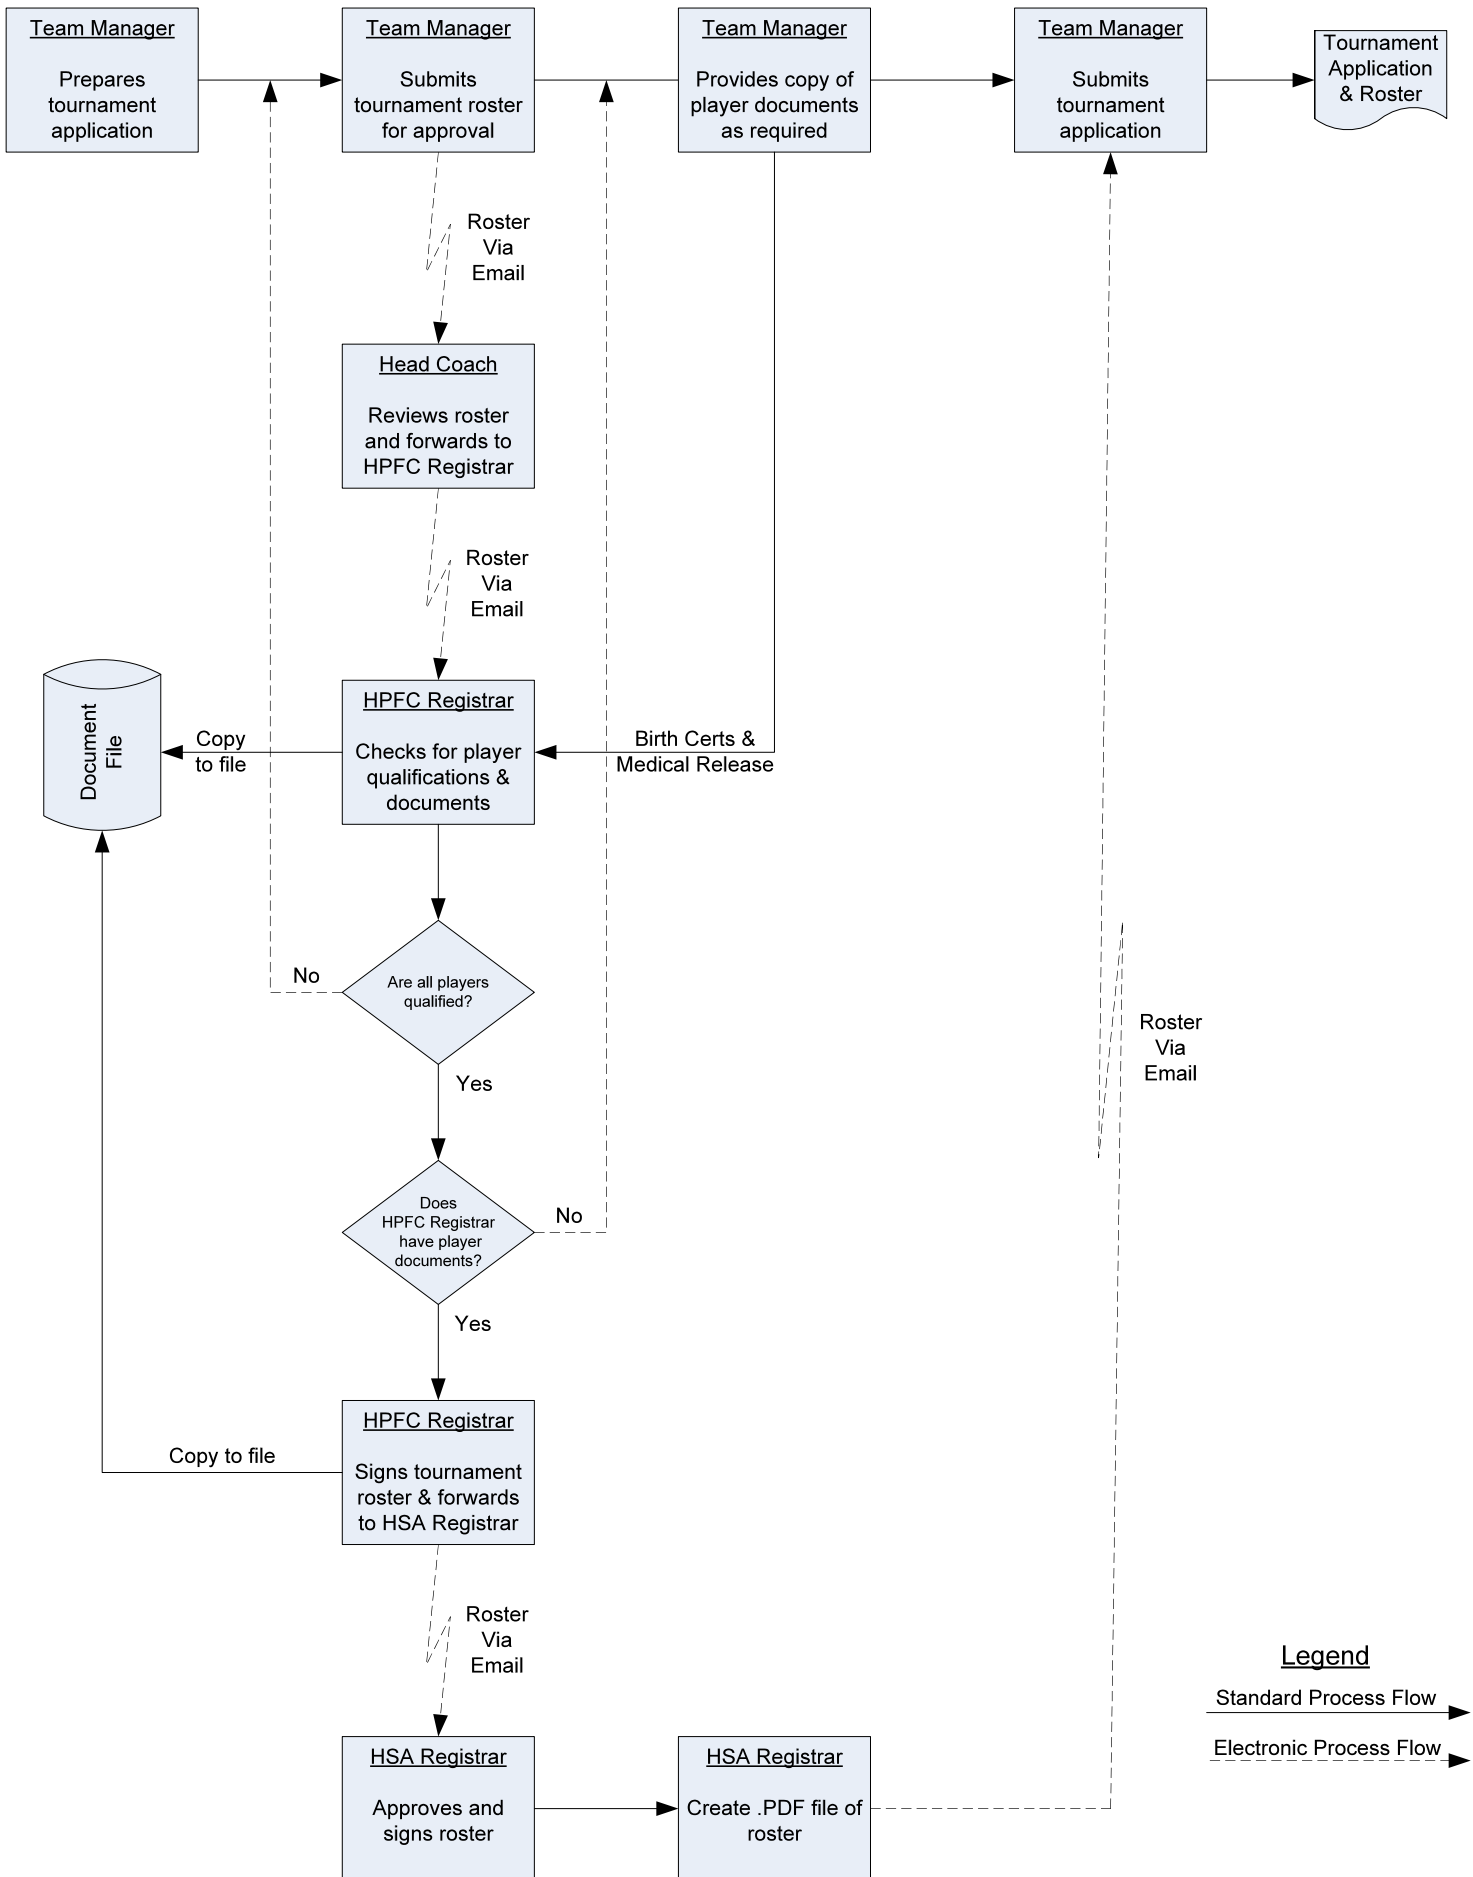 Team Manager
Prepares
tournament
application
Team Manager
Submits
tournament roster
for approval
Team Manager
Provides copy of
player documents
as required
Team Manager
Submits
tournament
application
Tournament
Application
& Roster
Roster
Via
Email
Head Coach
Reviews roster
and forwards to
HPFC Registrar
Roster
Via
Email
Document
File
Copy
to file
HPFC Registrar
Checks for player
qualifications &
documents
Birth Certs &
Medical Release
No
Are all players
qualified?
Yes
Roster
Via
Email
Does
HPFC Registrar
have player
documents?
No
Yes
Copy to file
HPFC Registrar
Signs tournament
roster & forwards
to HSA Registrar
Roster
Via
Email
Legend
Standard Process Flow
Electronic Process Flow
HSA Registrar
Approves and
signs roster
HSA Registrar
Create .PDF file of
roster